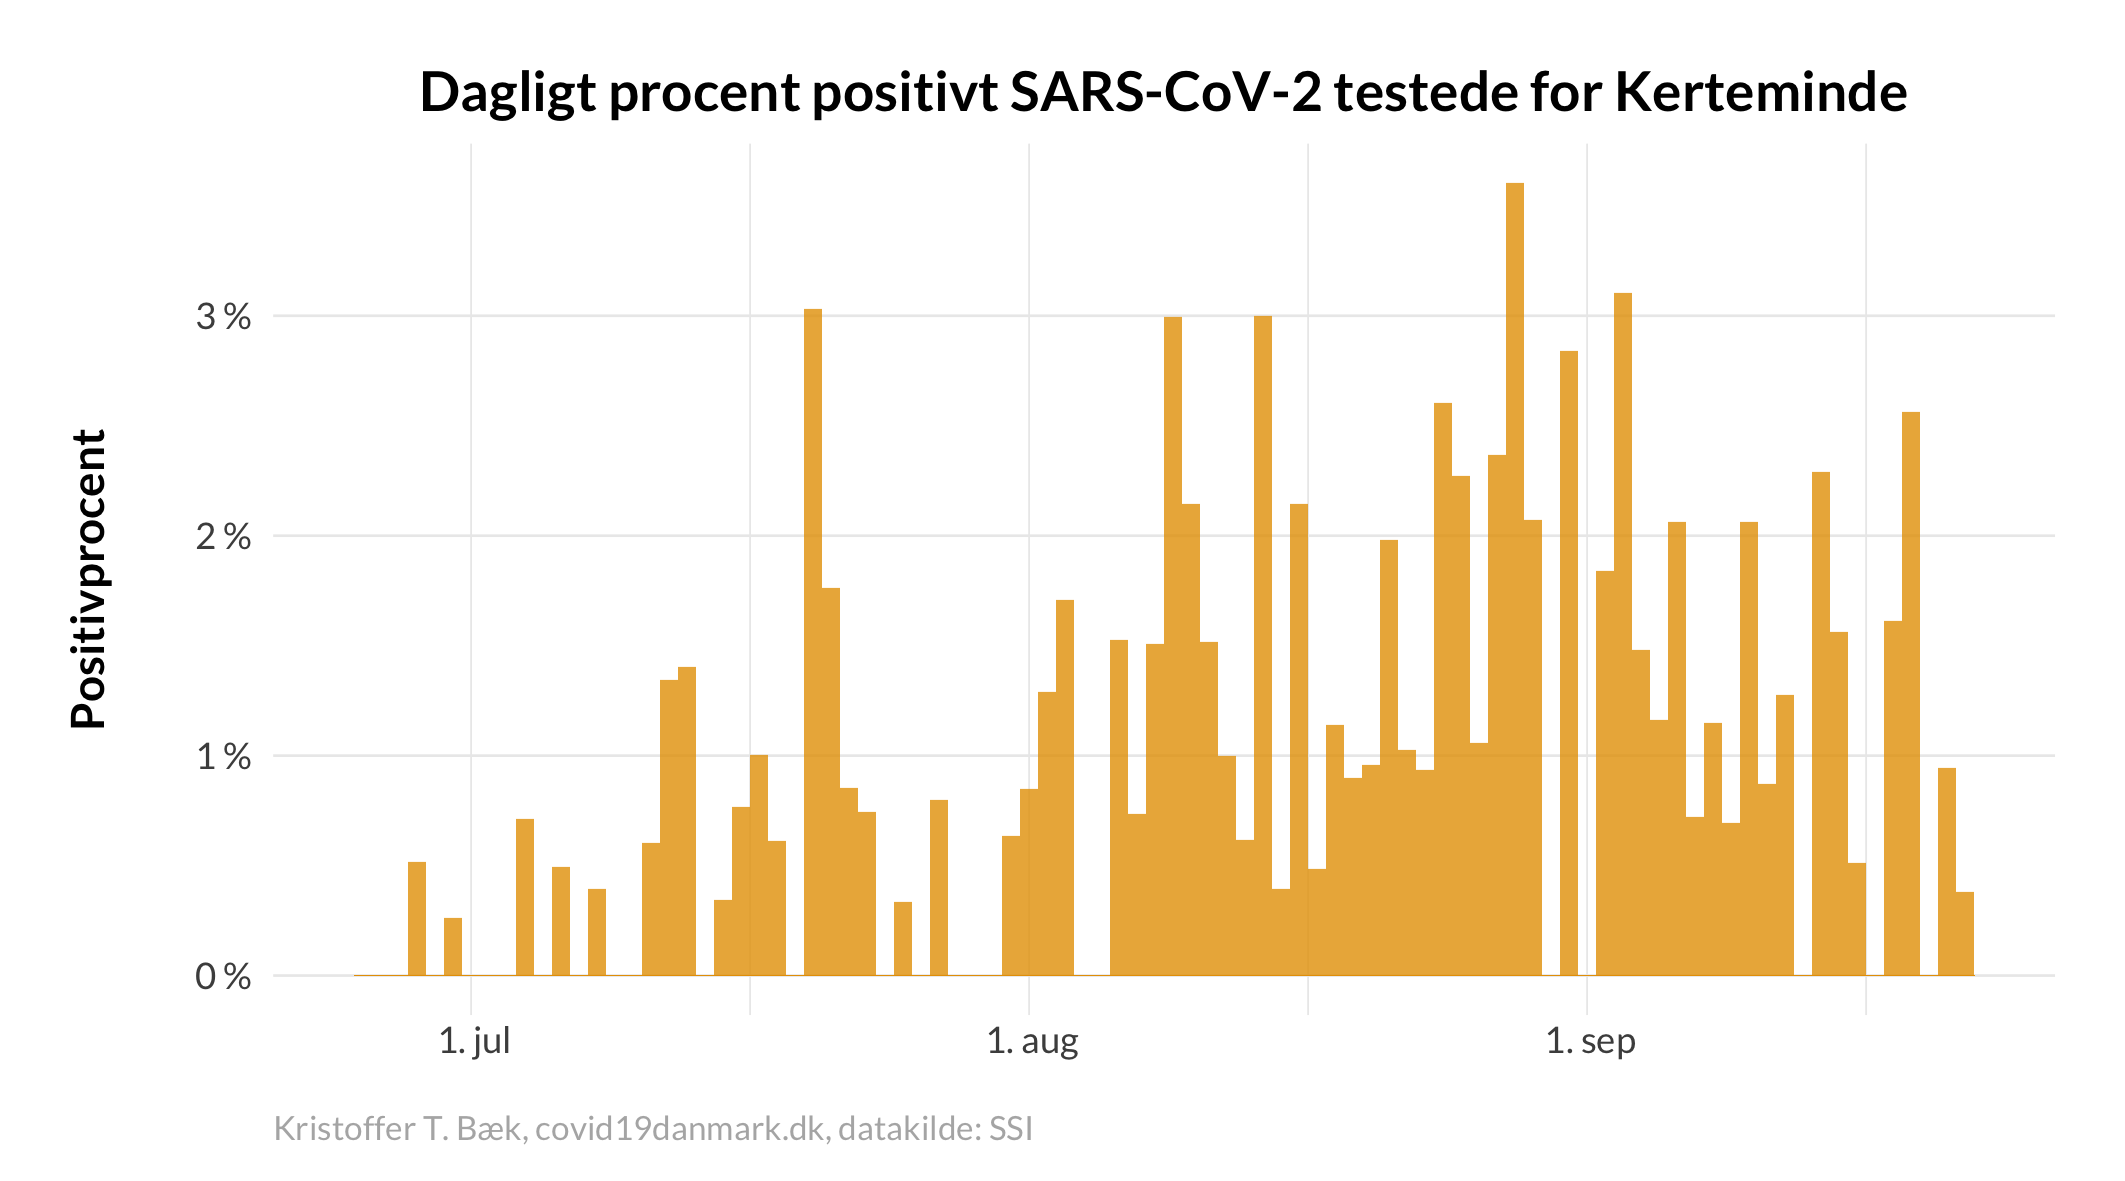 Dagligt procent positivt SARS-CoV-2 testede for Kerteminde
Positivprocent
3 %
2 %
1 %
0 %
1. jul
1. aug
1. sep
Kristoffer T. Bæk, covid19danmark.dk, datakilde: SSI